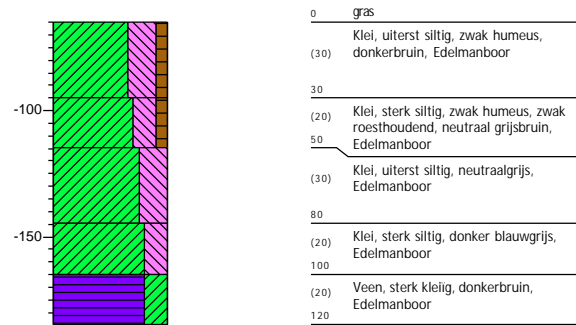 0 gras
Klei, uiterst siltig, zwak humeus,
(30) donkerbruin, Edelmanboor
30
-100
(20) Klei, sterk siltig, zwak humeus, zwak
roesthoudend, neutraal grijsbruin,
50 Edelmanboor
(30) Klei, uiterst siltig, neutraalgrijs,
Edelmanboor
80
-150
(20) Klei, sterk siltig, donker blauwgrijs,
Edelmanboor
100
(20) Veen, sterk kleiïg, donkerbruin,
Edelmanboor
120